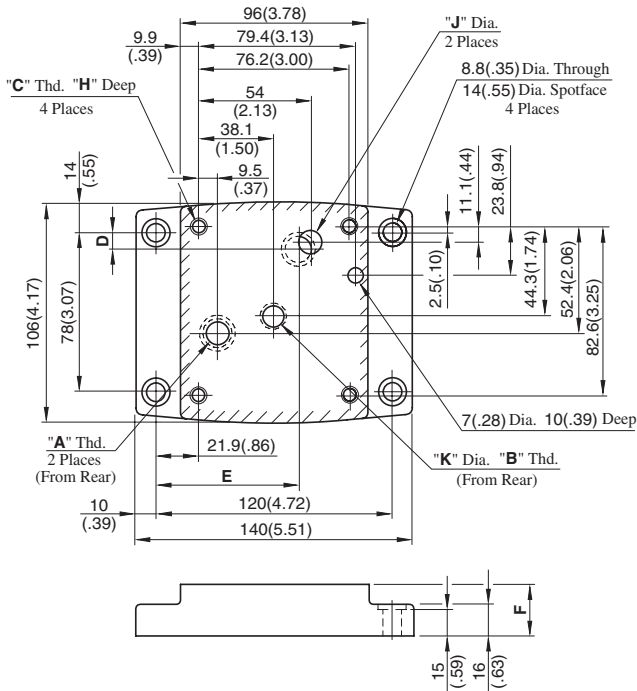 96(3.78)
9.9
(.39)
79.4(3.13)
76.2(3.00)
"J" Dia.
2 Places
"C" Thd. "H" Deep
4 Places
54
(2.13)
8.8(.35) Dia. Through
14(.55) Dia. Spotface
4 Places
38.1
(1.50)
9.5
(.37)
14
(.55)
11.1(.44)
23.8(.94)
D
106(4.17)
78(3.07)
2.5(.10)
44.3(1.74)
52.4(2.06)
82.6(3.25)
7(.28) Dia. 10(.39) Deep
"A" Thd.
2 Places
(From Rear)
21.9(.86)
"K" Dia. "B" Thd.
(From Rear)
E
10
(.39)
120(4.72)
140(5.51)
15
(.59)
16
(.63)
F